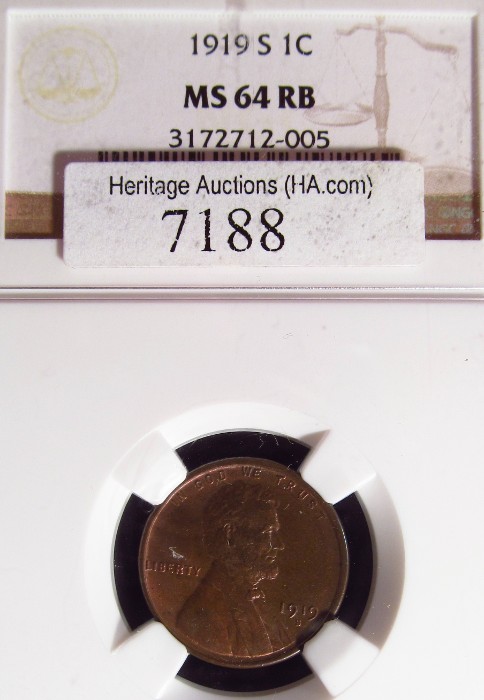 1919 S 1C
MS 64 RB
3172712-005
Heritage Auctions (HA.com)
7188
IN GOD WE TRUST
LIBERTY
1919
S